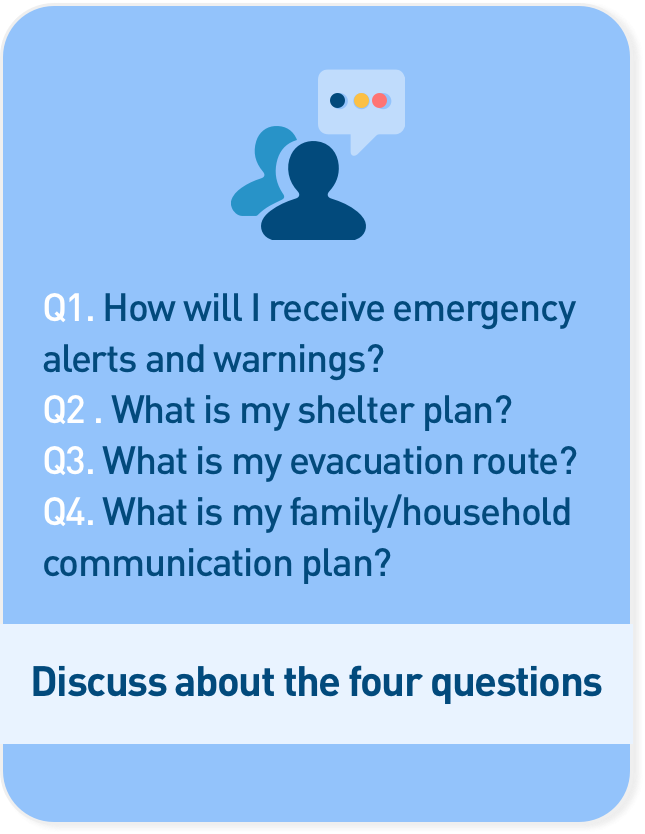 Q1. How will I receive emergency
alerts and warnings?
Q2 . What is my shelter plan?
Q3. What is my evacuation route?
Q4. What is my family/household
communication plan?
Discuss about the four questions